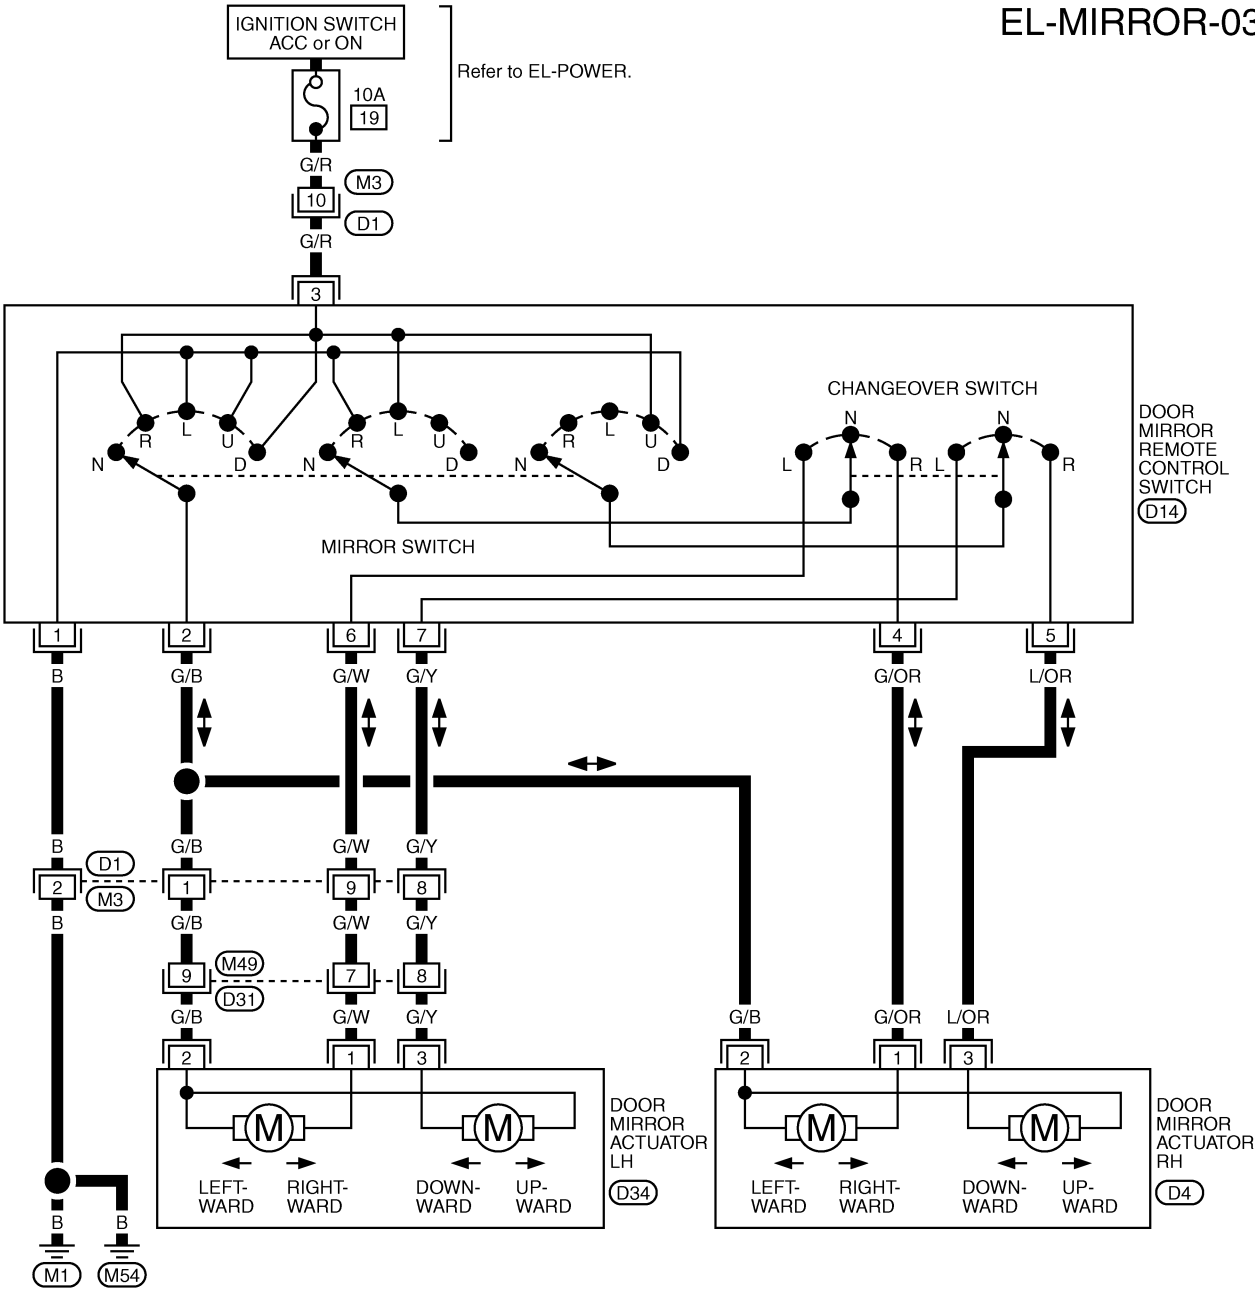 EL-MIRROR-03
IGNITION SWITCH
ACC or ON
Refer to EL-POWER.
10A
19
G/R
M3
10
D1
G/R
3
CHANGEOVER SWITCH
N R L U D
N R L U D
N R L U D
L N R
L N R
DOOR
MIRROR
REMOTE
CONTROL
SWITCH
D14
MIRROR SWITCH
1 2 6 7 4 5
B G/B G/W G/Y G/OR L/OR
B G/B G/W G/Y
D1
2 1 9 8
M3
B G/B G/W G/Y
M49
9 7 8
D31
G/B G/W G/Y G/B G/OR L/OR
2 1 3 2 1 3
M M M M
DOOR
MIRROR
ACTUATOR
LH
D34
DOOR
MIRROR
ACTUATOR
RH
D4
LEFT- RIGHT- DOWN- UP-
WARD WARD WARD WARD
LEFT- RIGHT- DOWN- UP-
WARD WARD WARD WARD
B B
M1 M54